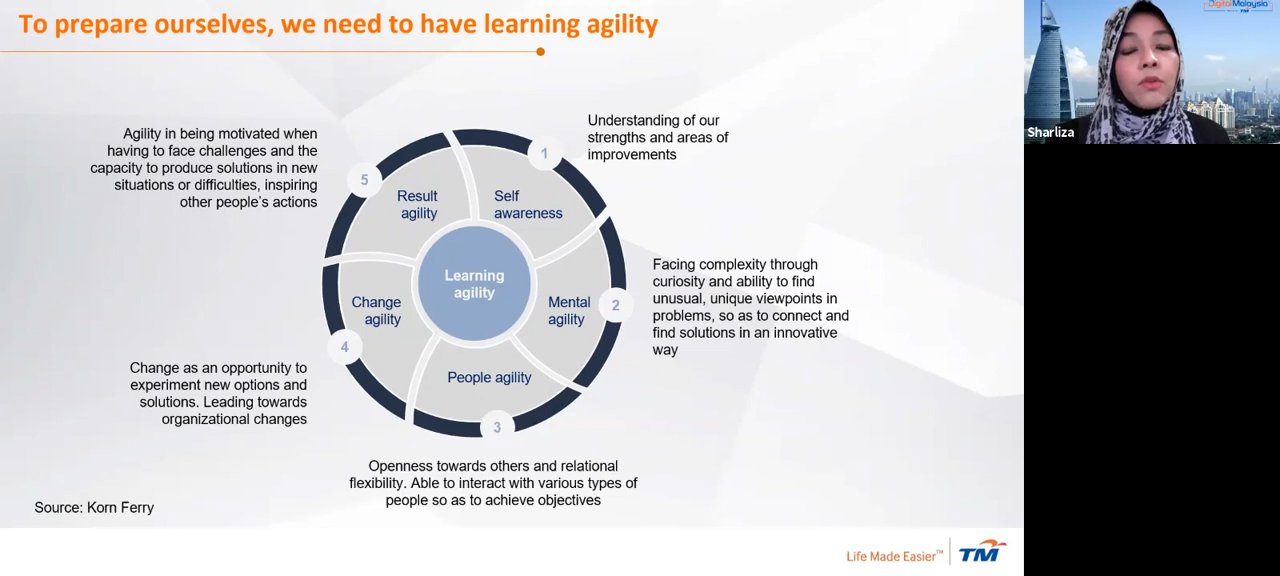 To prepare ourselves, we need to have learning agility
DigitalMalaysia
TM
TM
Sharliza
Understanding of our
strengths and areas of
improvements
Agility in being motivated when
having to face challenges and the
capacity to produce solutions in new
situations or difficulties, inspiring
other people's actions
1
5
Result
agility
Self
awareness
Learning
agility
Facing complexity through
curiosity and ability to find
unusual, unique viewpoints in
problems, so as to connect and
find solutions in an innovative
way
Change
agility
Mental
agility
2
4
Change as an opportunity to
experiment new options and
solutions. Leading towards
organizational changes
People agility
3
Openness towards others and relational
flexibility. Able to interact with various types of
people so as to achieve objectives
Source: Korn Ferry
Life Made Easier™
TM